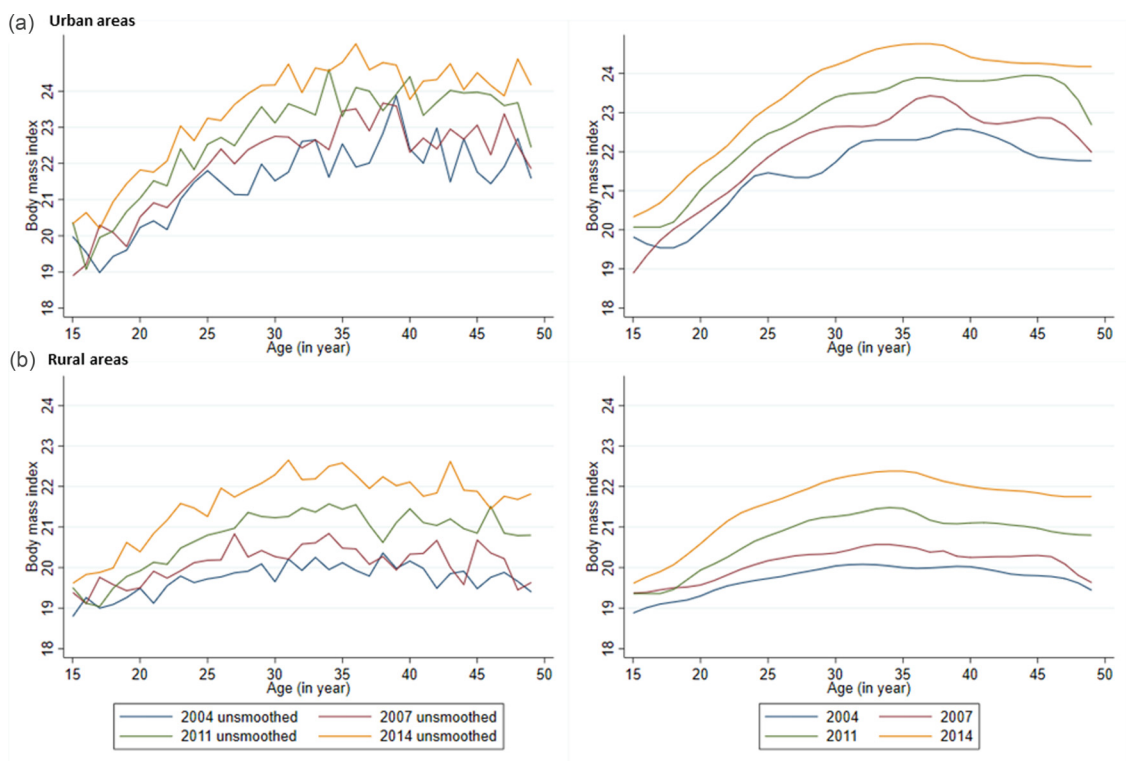 (a) Urban areas
Body mass index
24
23
22
21
20
19
18
15 20 25 30 35 40 45 50
Age (in year)
Body mass index
24
23
22
21
20
19
18
15 20 25 30 35 40 45 50
Age (in year)
(b) Rural areas
Body mass index
24
23
22
21
20
19
18
15 20 25 30 35 40 45 50
Age (in year)
2004 unsmoothed 2007 unsmoothed
2011 unsmoothed 2014 unsmoothed
Body mass index
24
23
22
21
20
19
18
15 20 25 30 35 40 45 50
Age (in year)
2004 2007
2011 2014